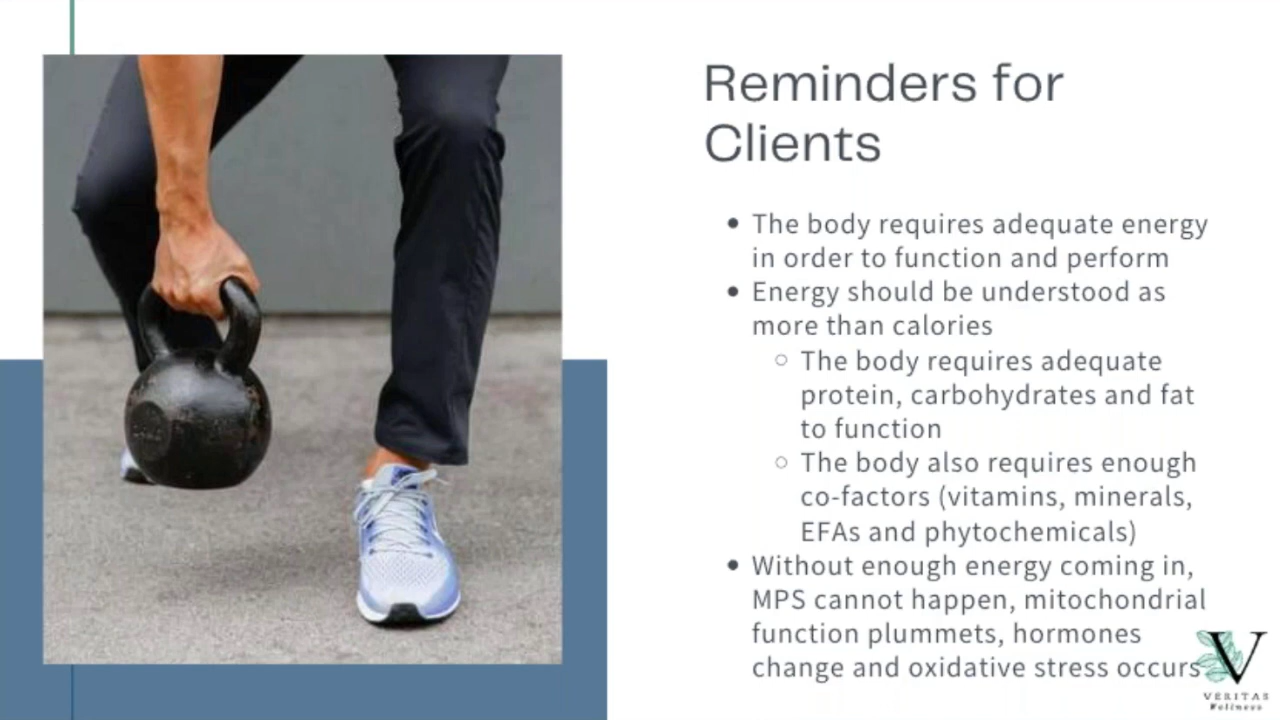 Reminders for
Clients
• The body requires adequate energy
in order to function and perform
• Energy should be understood as
more than calories
○ The body requires adequate
protein, carbohydrates and fat
to function
○ The body also requires enough
co-factors (vitamins, minerals,
EFAs and phytochemicals)
• Without enough energy coming in,
MPS cannot happen, mitochondrial
function plummets, hormones
change and oxidative stress occurs
V
VERITAS
Wellness